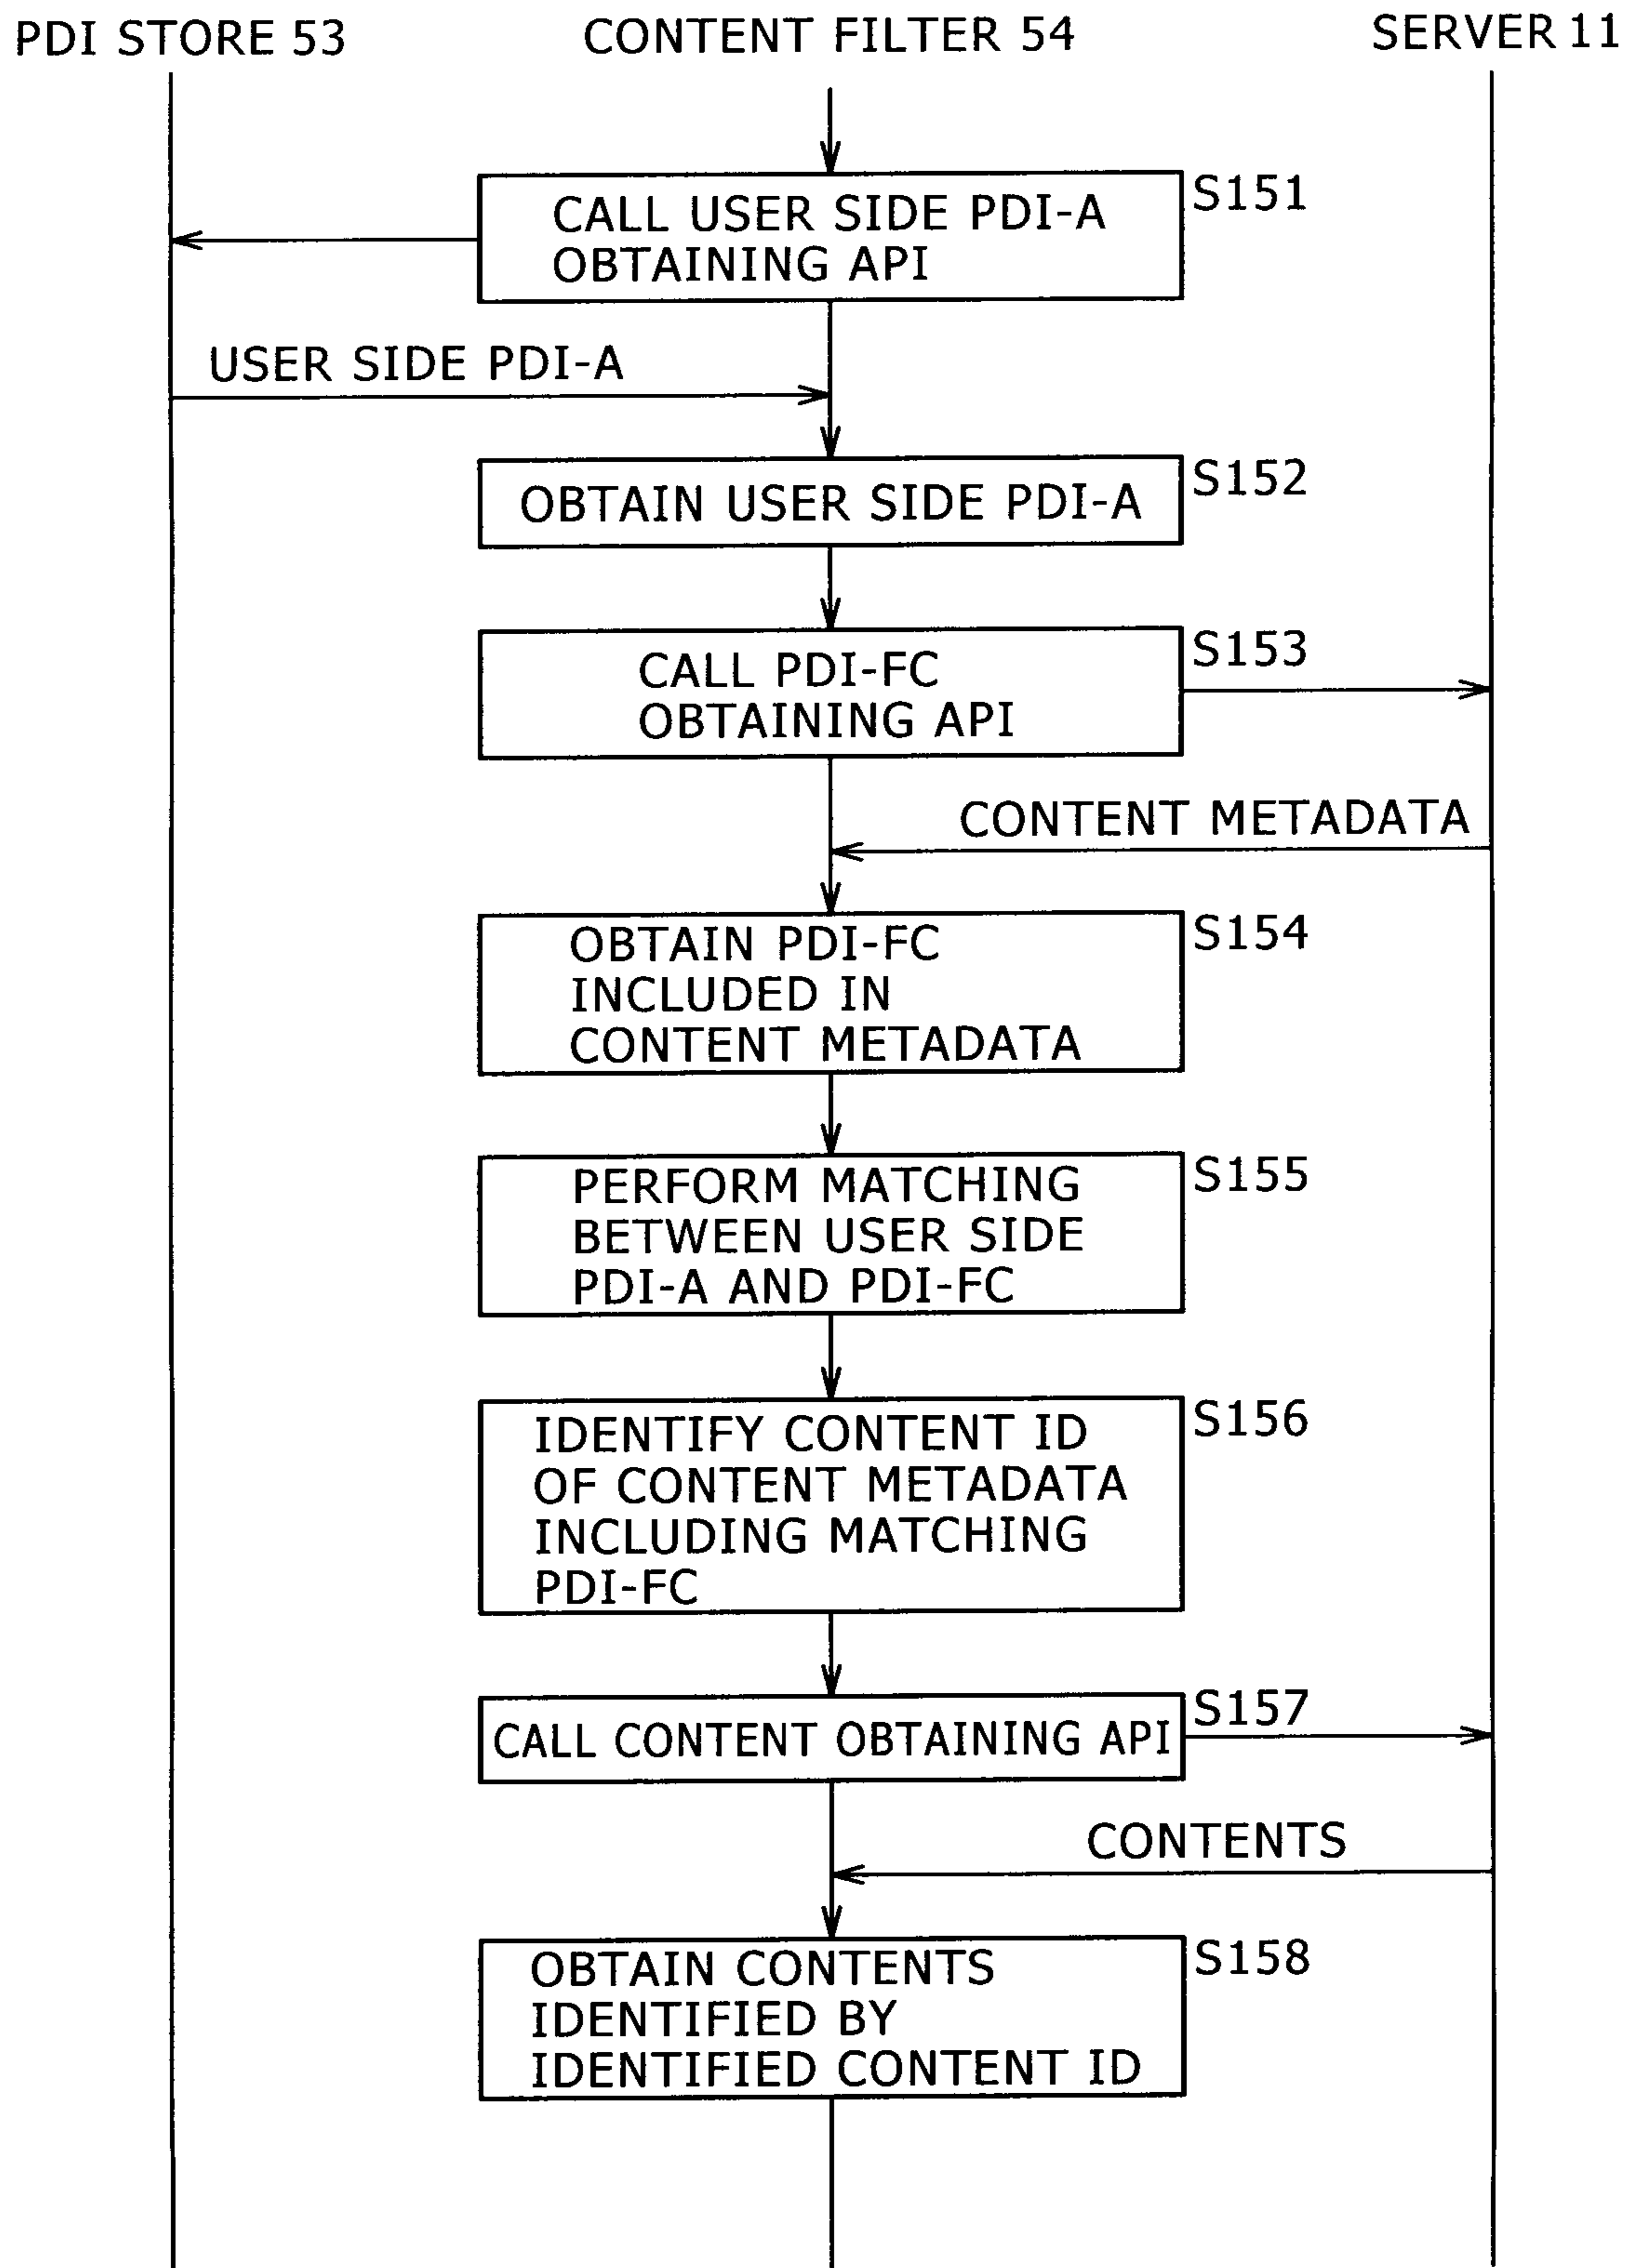 PDI STORE 53
CONTENT FILTER 54
SERVER 11
CALL USER SIDE PDI-A
OBTAINING API
S151
USER SIDE PDI-A
OBTAIN USER SIDE PDI-A
S152
CALL PDI-FC
OBTAINING API
S153
CONTENT METADATA
OBTAIN PDI-FC
INCLUDED IN
CONTENT METADATA
S154
PERFORM MATCHING
BETWEEN USER SIDE
PDI-A AND PDI-FC
S155
IDENTIFY CONTENT ID
OF CONTENT METADATA
INCLUDING MATCHING
PDI-FC
S156
CALL CONTENT OBTAINING API
S157
CONTENTS
OBTAIN CONTENTS
IDENTIFIED BY
IDENTIFIED CONTENT ID
S158